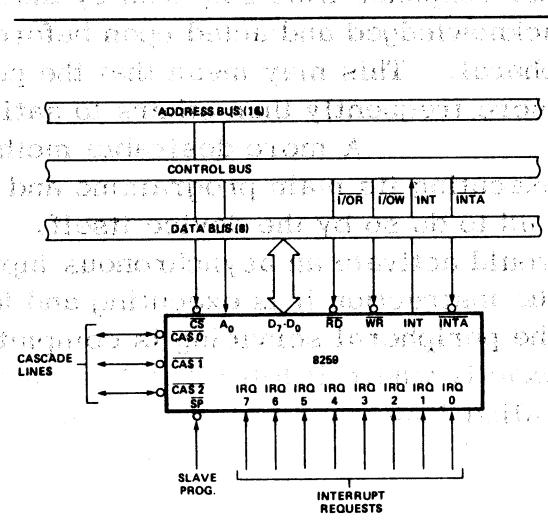 ADDRESS BUS (16)
CONTROL BUS
I/OR I/OW INT INTA
DATA BUS (8)
CS A0 D7-D0 RD WR INT INTA
CAS 0
8259
CASCADE
LINES
CAS 1
CAS 2
SP
IRQ IRQ IRQ IRQ IRQ IRQ IRQ IRQ
7 6 5 4 3 2 1 0
SLAVE
PROG.
INTERRUPT
REQUESTS